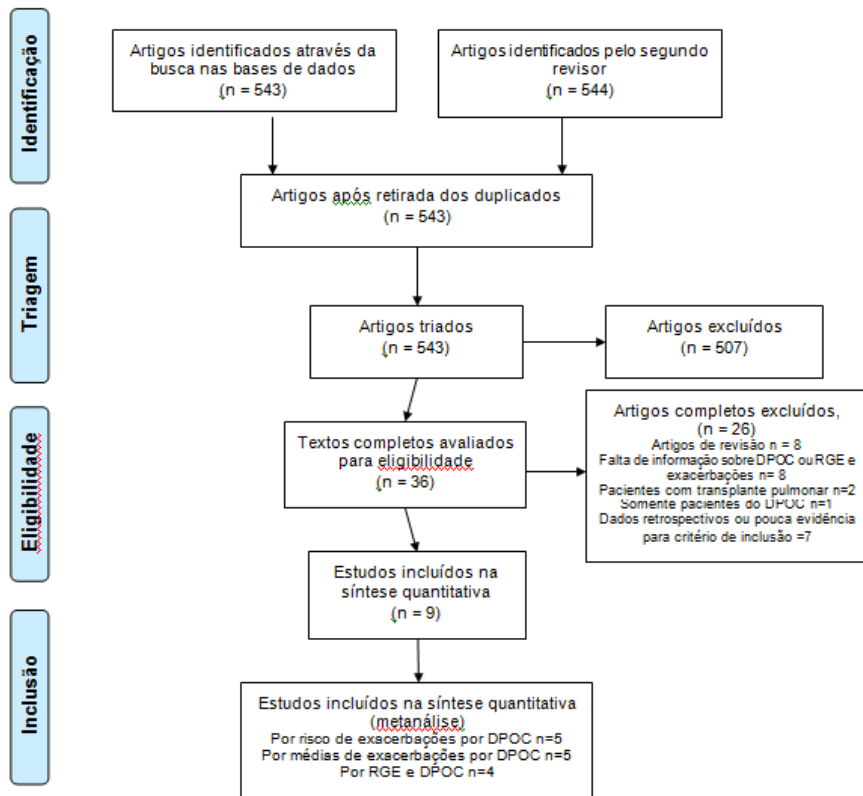 Identificação
Artigos identificados através da
busca nas bases de dados
(n = 543)
Artigos identificados pelo segundo
revisor
(n = 544)
Artigos após retirada dos duplicados
(n = 543)
Triagem
Artigos triados
(n = 543)
Artigos excluídos
(n = 507)
Eligibilidade
Textos completos avaliados
para eligibilidade
(n = 36)
Artigos completos excluídos,
(n = 26)
Artigos de revisão n = 8
Falta de informação sobre DPOC ou RGE e
exacerbações n= 8
Pacientes com transplante pulmonar n=2
Somente pacientes do DPOC n=1
Dados retrospectivos ou pouca evidência
para critério de inclusão =7
Estudos incluídos na
síntese quantitativa
(n = 9)
Inclusão
Estudos incluídos na síntese quantitativa
(metanálise)
Por risco de exacerbações por DPOC n=5
Por médias de exacerbações por DPOC n=5
Por RGE e DPOC n=4